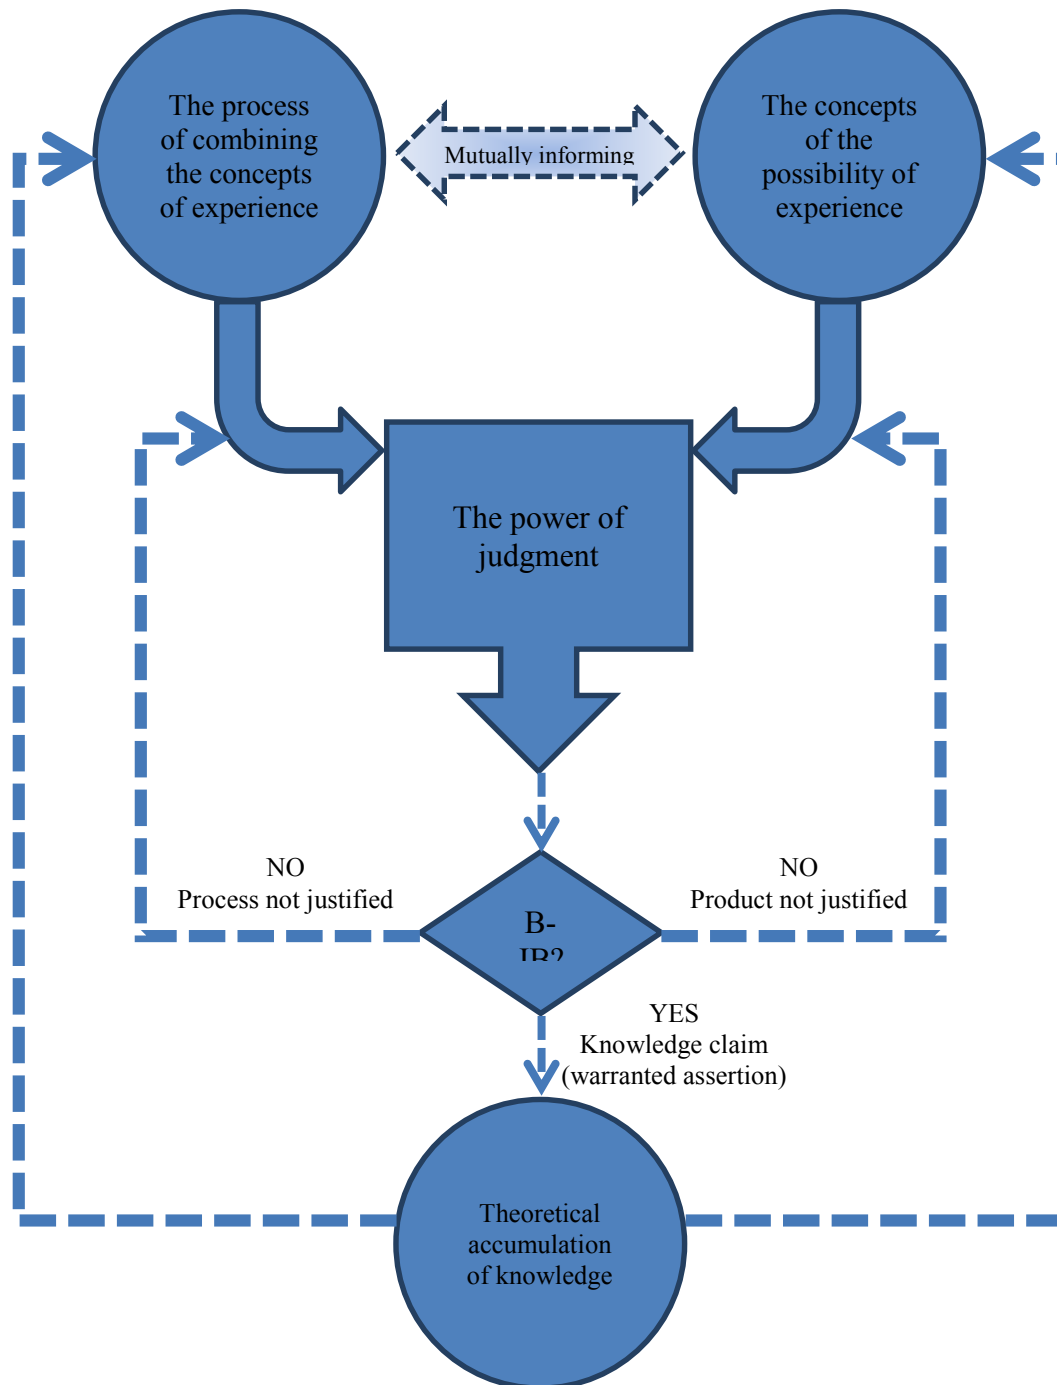 The process
of combining
the concepts
of experience
Mutually informing
The concepts
of the
possibility of
experience
The power of
judgment
NO
Process not justified
B-
NO
Product not justified
YES
Knowledge claim
(warranted assertion)
Theoretical
accumulation
of knowledge